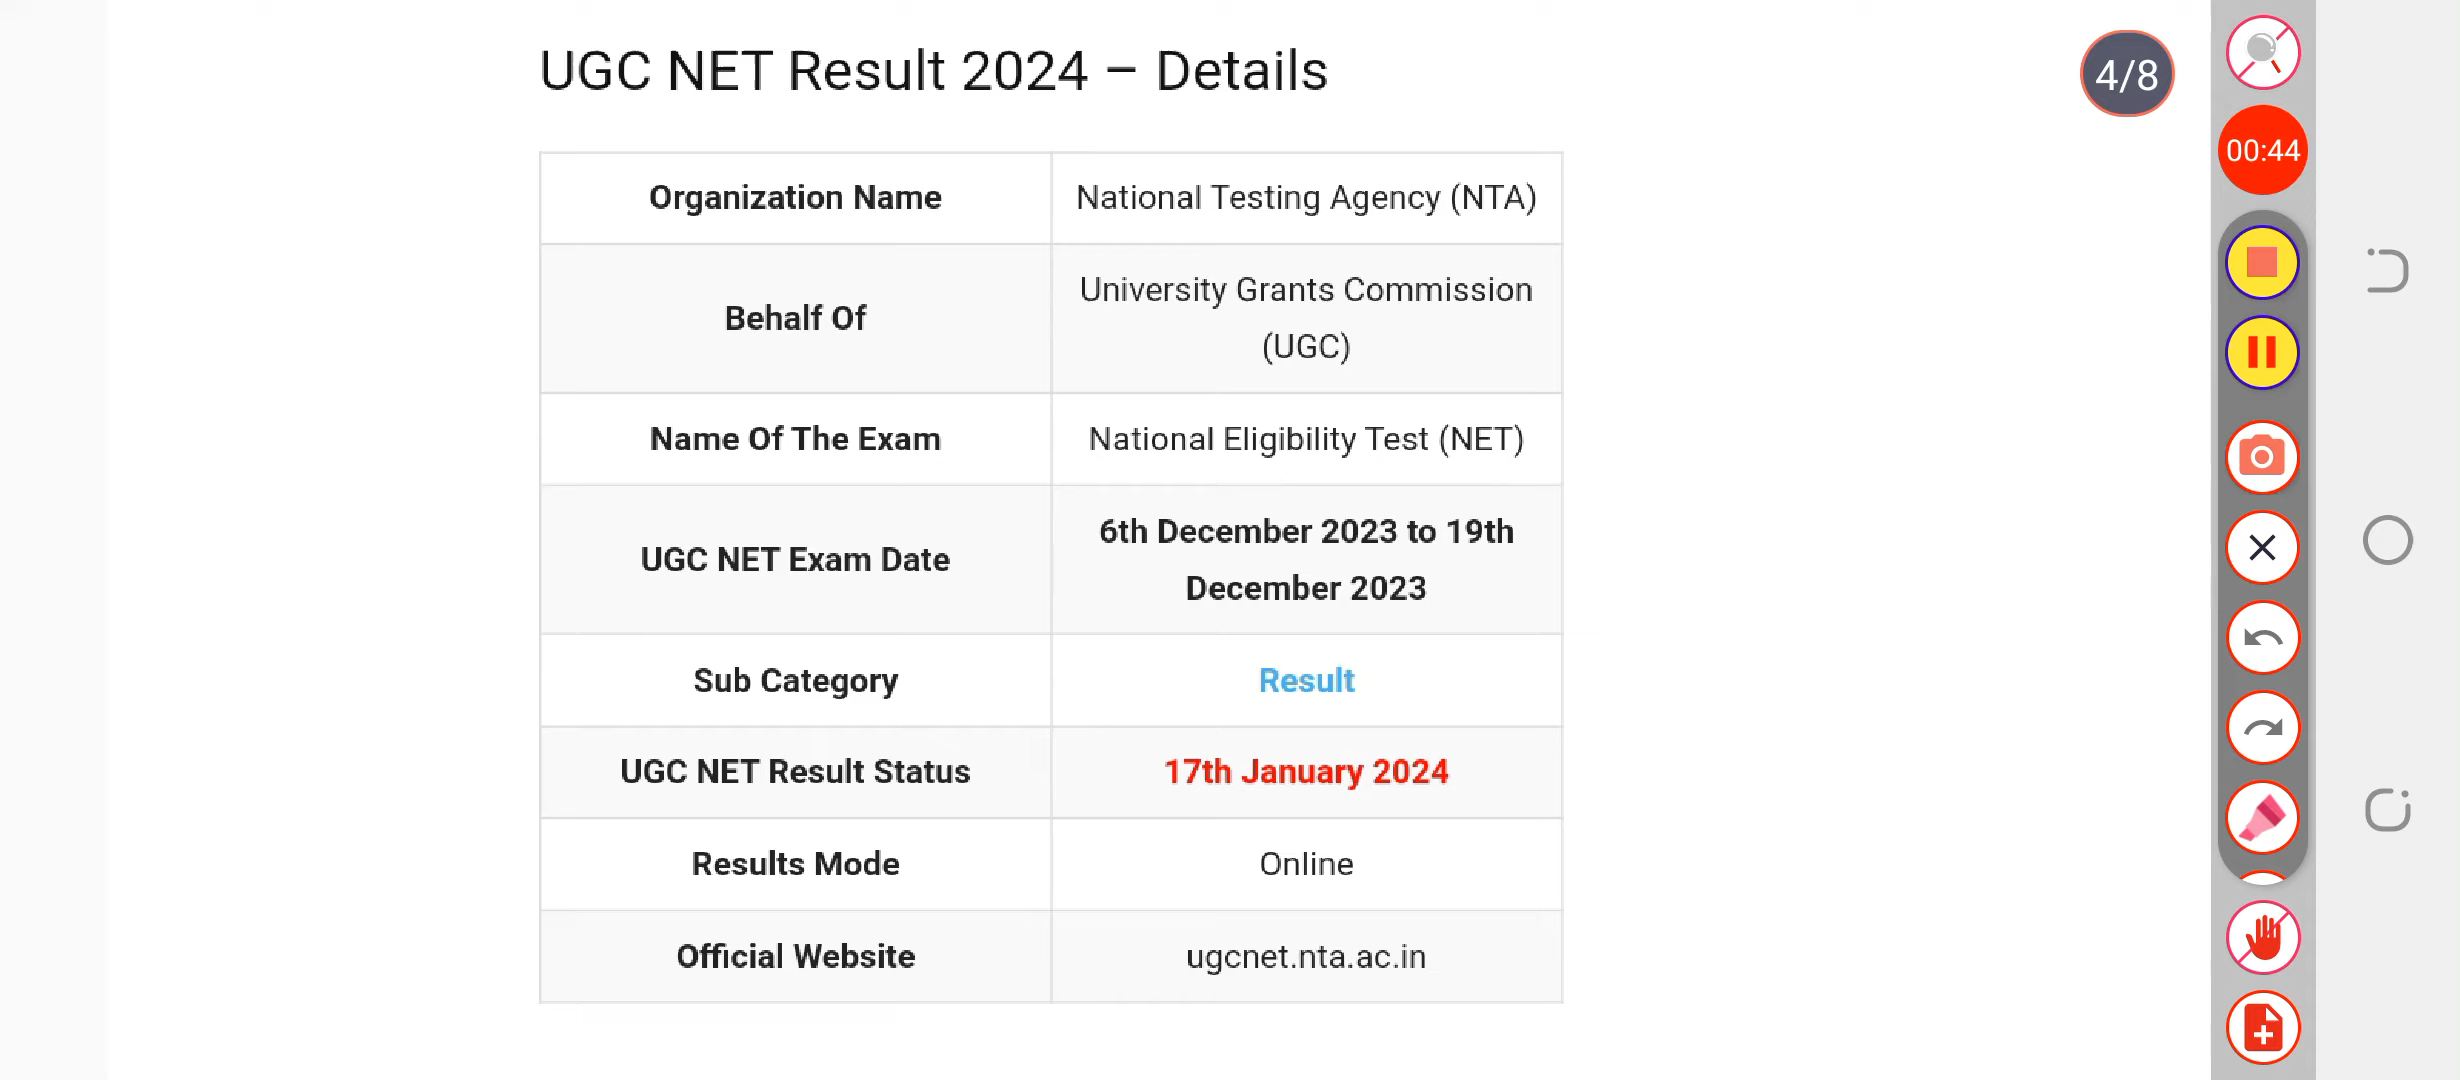 UGC NET Result 2024 – Details
4/8
00:44
Organization Name
National Testing Agency (NTA)
Behalf Of
University Grants Commission
(UGC)
Name Of The Exam
National Eligibility Test (NET)
UGC NET Exam Date
6th December 2023 to 19th
December 2023
Sub Category
Result
UGC NET Result Status
17th January 2024
Results Mode
Online
Official Website
ugcnet.nta.ac.in